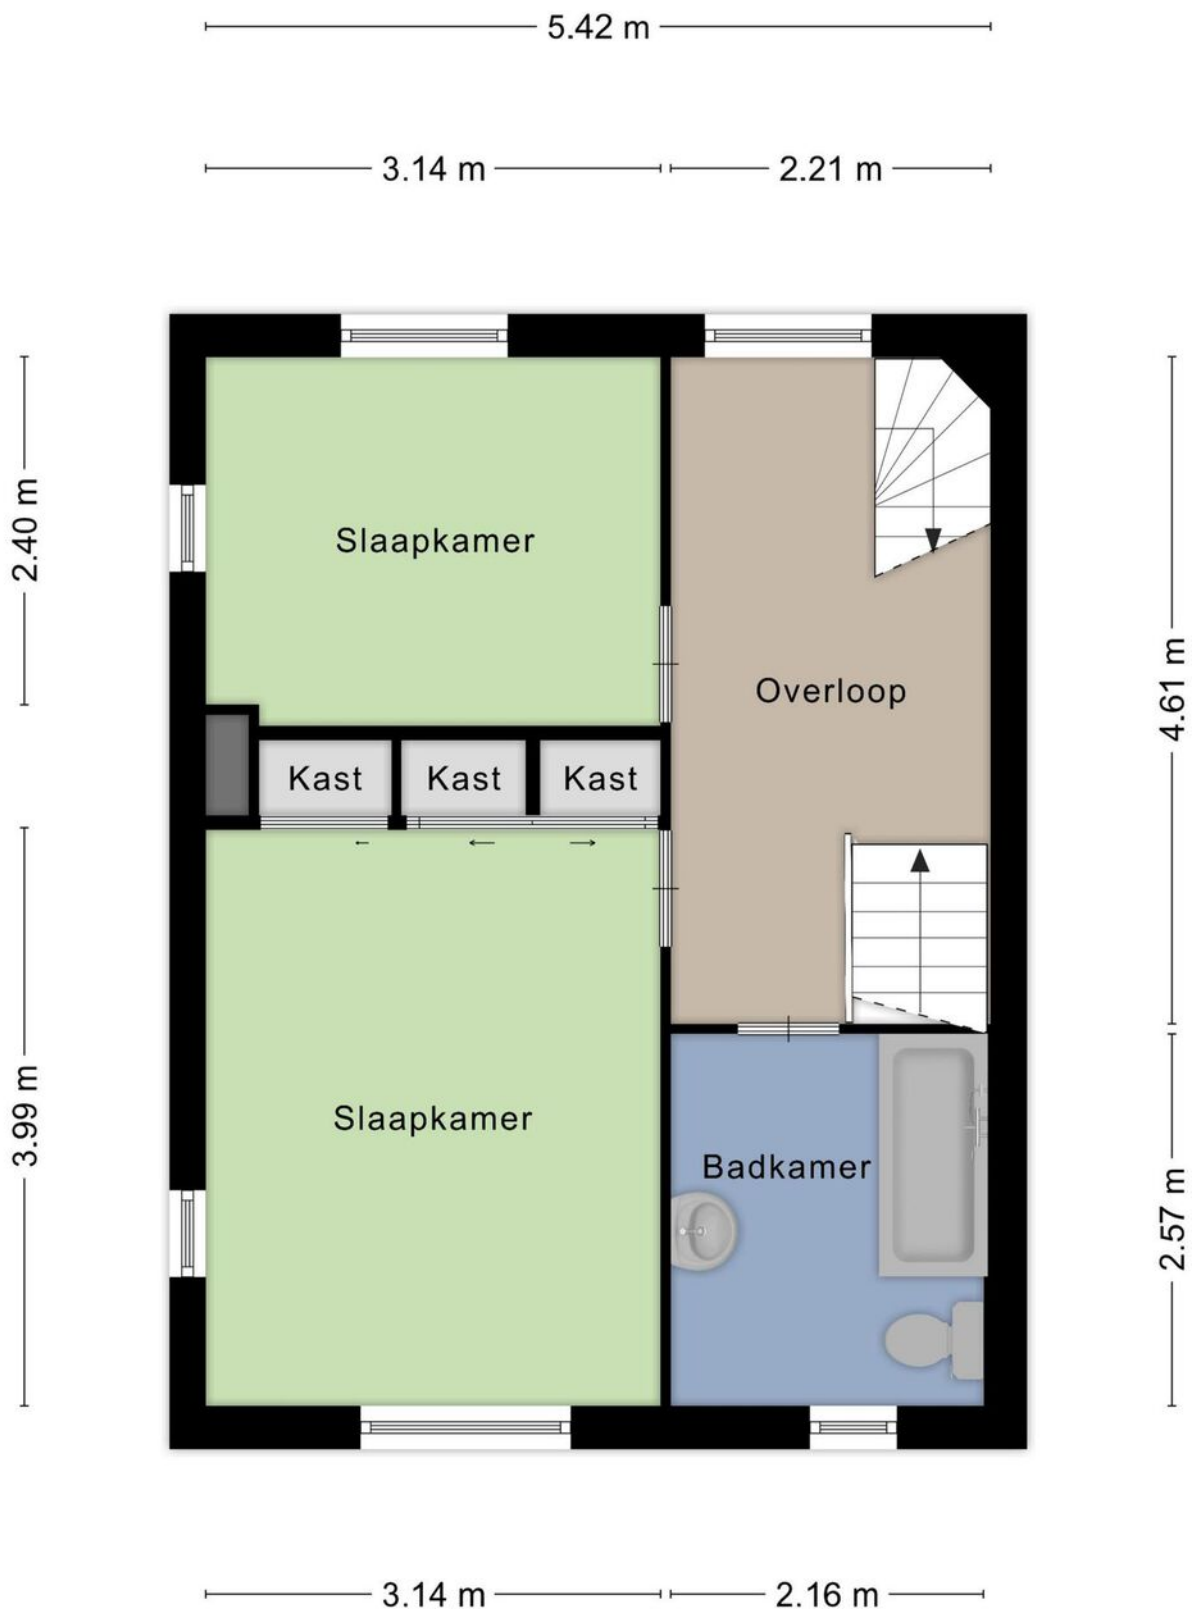 5.42 m
3.14 m
2.21 m
2.40 m
Slaapkamer
4.61 m
Overloop
Kast
Kast
Kast
3.99 m
Slaapkamer
Badkamer
2.57 m
3.14 m
2.16 m